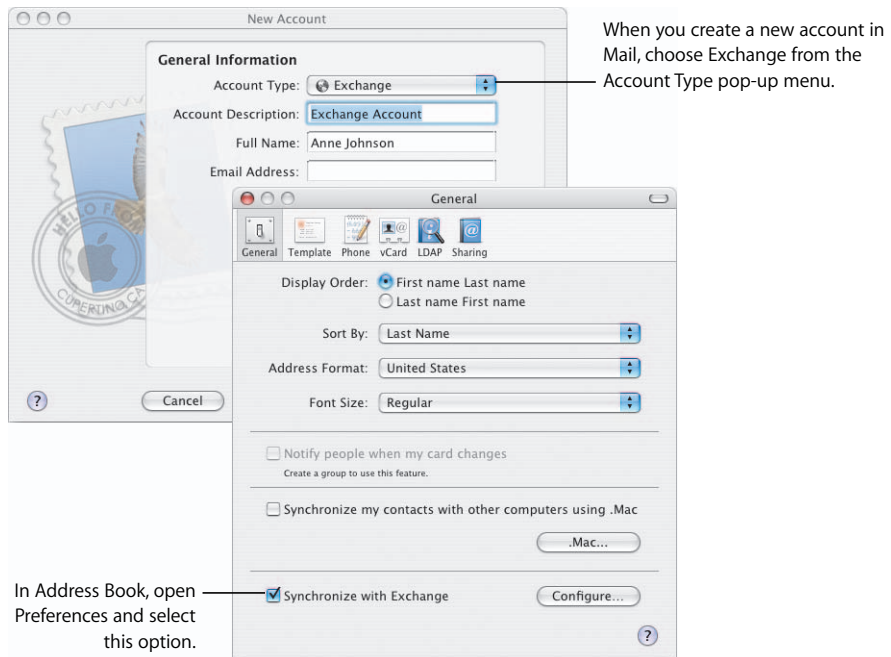 New Account
When you create a new account in
Mail, choose Exchange from the
Account Type pop-up menu.
General Information
Account Type: Exchange
Account Description: Exchange Account
Full Name: Anne Johnson
Email Address:
HELLO FROM
CUPERTINO CA
Cancel
General
General Template Phone vCard LDAP Sharing
Display Order: First name Last name
Last name First name
Sort By: Last Name
Address Format: United States
Font Size: Regular
Notify people when my card changes
Create a group to use this feature.
Synchronize my contacts with other computers using .Mac
.Mac...
In Address Book, open
Preferences and select
this option.
Synchronize with Exchange
Configure...
?
?